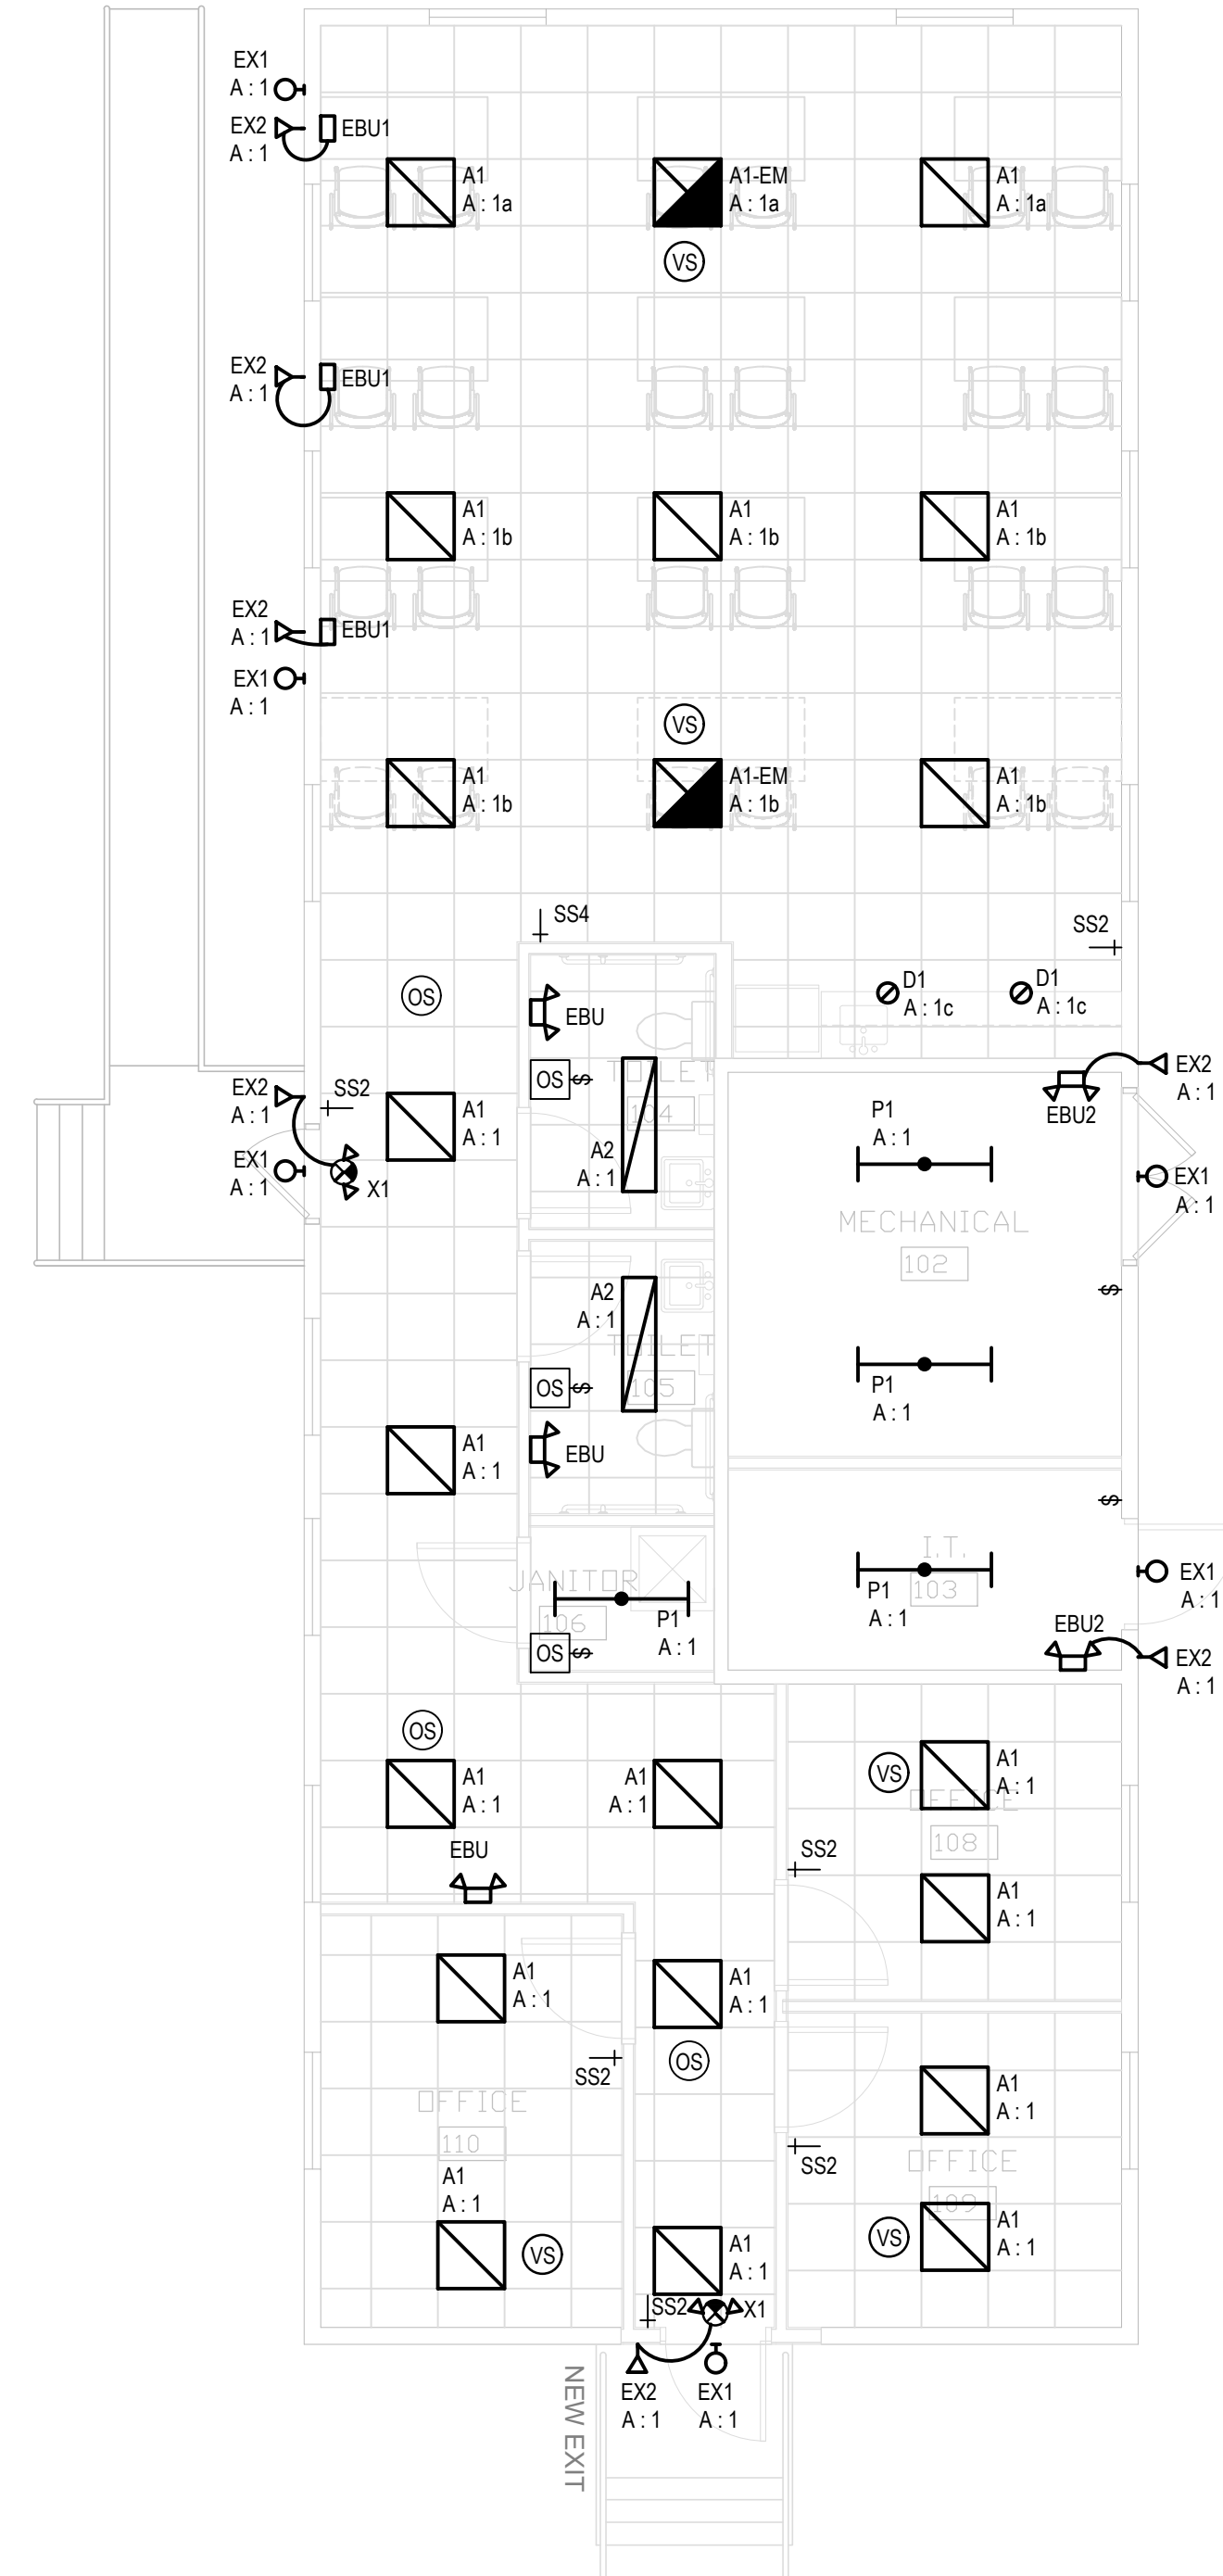 EX1
A : 1
EX2
A : 1
EBU1
A1
A : 1a
A1-EM
A : 1a
A1
A : 1a
VS
EX2
A : 1
EBU1
A1
A : 1b
A1
A : 1b
A1
A : 1b
EX2
A : 1
EBU1
EX1
A : 1
VS
A1
A : 1b
A1-EM
A : 1b
A1
A : 1b
SS4
SS2
OS
EBU
D1
A : 1c
D1
A : 1c
OS
$
TOILET
104
EX2
A : 1
SS2
EBU2
EX2
A : 1
A1
A : 1
P1
A : 1
A2
A : 1
EX1
A : 1
X1
EX1
A : 1
MECHANICAL
102
$
A2
A : 1
TOILET
105
OS
$
P1
A : 1
A1
A : 1
EBU
$
I.T.
103
P1
A : 1
EX1
A : 1
JANITOR
106
P1
A : 1
OS
$
EBU2
EX2
A : 1
OS
A1
A : 1
A1
A : 1
VS
A1
A : 1
OFFICE
108
EBU
SS2
A1
A : 1
A1
A : 1
A1
A : 1
OS
SS2
OFFICE
110
A1
A : 1
SS2
OFFICE
109
A1
A : 1
VS
A1
A : 1
VS
A1
A : 1
SS2
X1
EX2
A : 1
EX1
A : 1
NEW EXIT